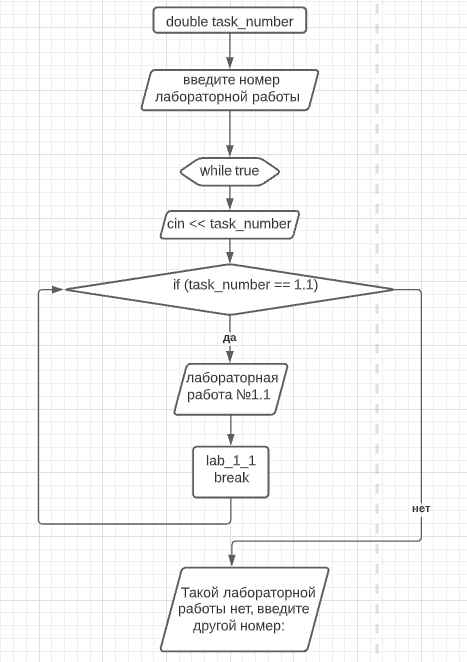 double task_number
введите номер
лабораторной работы
while true
cin << task_number
if (task_number == 1.1)
да
лабораторная
работа №1.1
lab_1_1
break
нет
Такой лабораторной
работы нет, введите
другой номер: